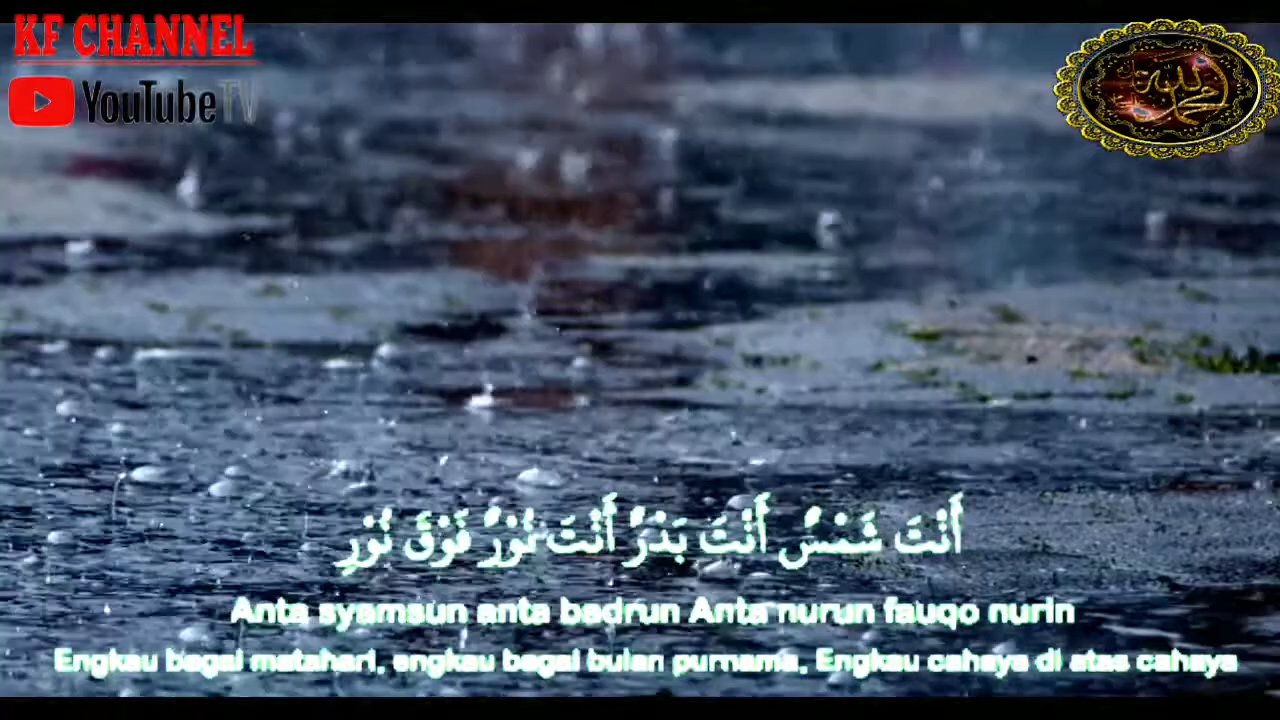 KF CHANNEL
YouTubeTV
أَنْتَ شَمْسٌ أَنْتَ بَدْرٌ أَنْتَ نُوْرٌ فَوْقَ نُوْرٍ
Anta syamsun anta badrun Anta nurun fauqo nurin
Engkau bagai matahari, engkau bagai bulan purnama, Engkau cahaya di atas cahaya